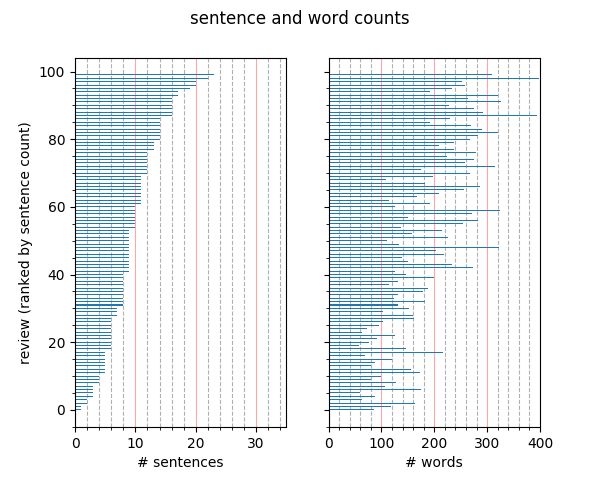 sentence and word counts
review (ranked by sentence count)
100
80
60
40
20
0
0 10 20 30
# sentences
0 100 200 300 400
# words